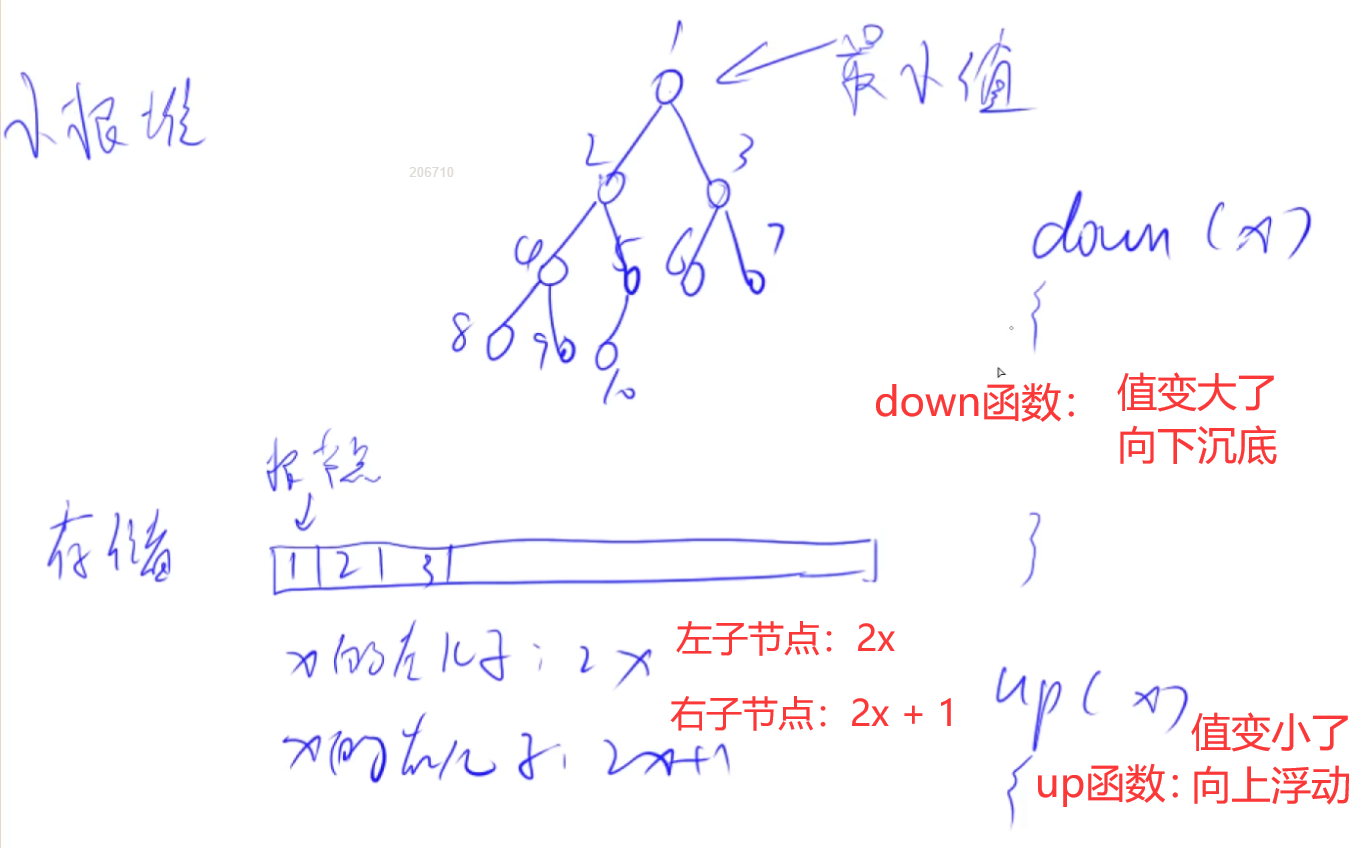 1
最小值
小根堆
2
3
206710
down(x)
4
5
6
7
{
8
9
10
down函数：
值变大了
向下沉底
根节点
存储
1 2 3
}
x的左儿子：2x
左子节点：2x
x的右儿子：2x+1
右子节点：2x + 1
up(x)
{
值变小了
up函数：向上浮动